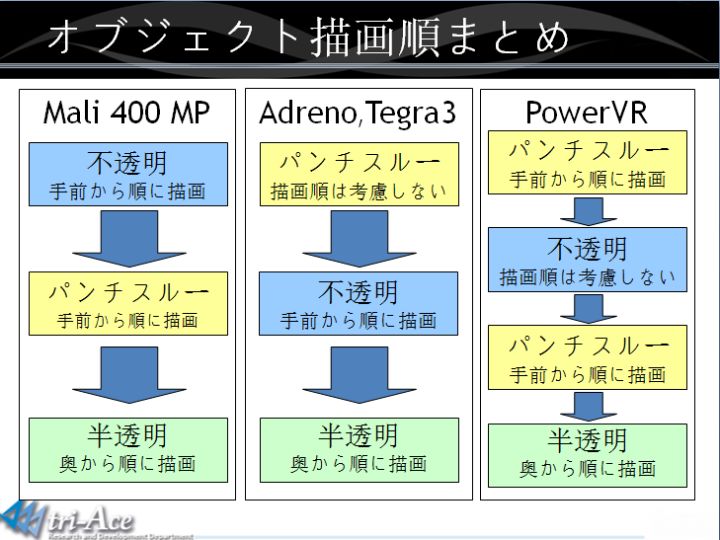 オブジェクト描画順まとめ
Mali 400 MP
不透明
手前から順に描画
パンチスルー
手前から順に描画
半透明
奥から順に描画
Adreno,Tegra3
パンチスルー
描画順は考慮しない
不透明
手前から順に描画
半透明
奥から順に描画
PowerVR
パンチスルー
手前から順に描画
不透明
描画順は考慮しない
パンチスルー
手前から順に描画
半透明
奥から順に描画
tri-Ace
Research and Development Department